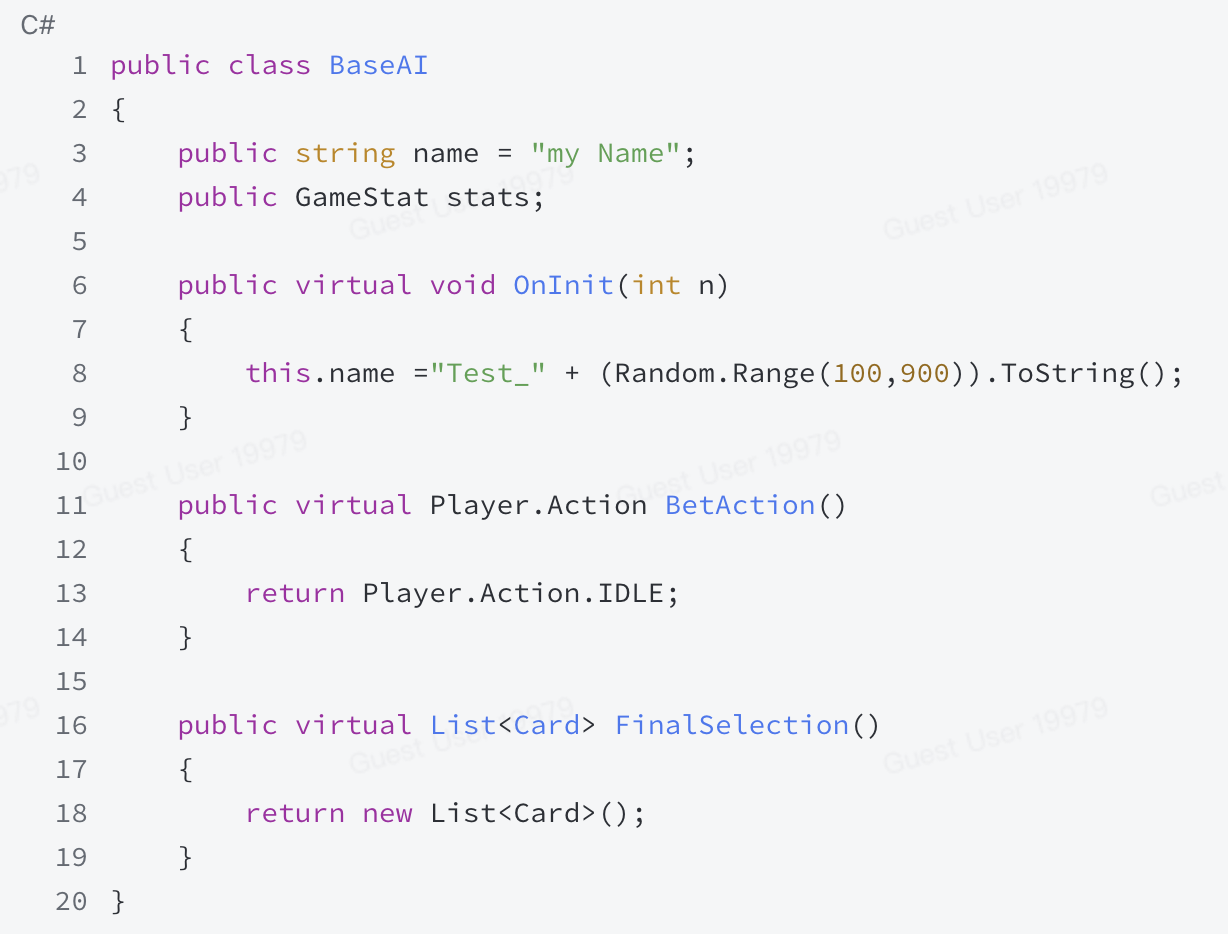 C#
1 public class BaseAI
2 {
3     public string name = "my Name";
4     public GameStat stats;
5
6     public virtual void OnInit(int n)
7     {
8         this.name ="Test_" + (Random.Range(100,900)).ToString();
9     }
10
11     public virtual Player.Action BetAction()
12     {
13         return Player.Action.IDLE;
14     }
15
16     public virtual List<Card> FinalSelection()
17     {
18         return new List<Card>();
19     }
20 }
979
Guest User 19979
Guest User 19979
Guest User 19979
Guest User 19979
Guest
979
Guest User 19979
Guest User 19979